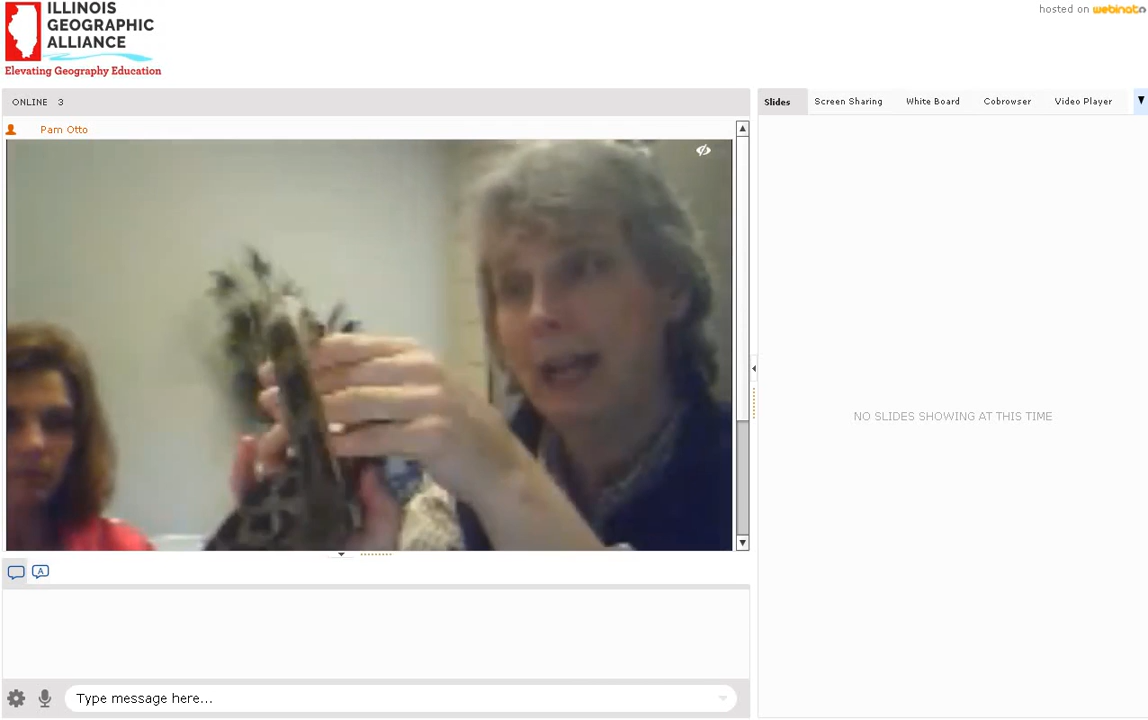 ILLINOIS
GEOGRAPHIC
ALLIANCE
Elevating Geography Education
hosted on webinato
ONLINE 3
Pam Otto
Slides Screen Sharing White Board Cobrowser Video Player
NO SLIDES SHOWING AT THIS TIME
A
Type message here...